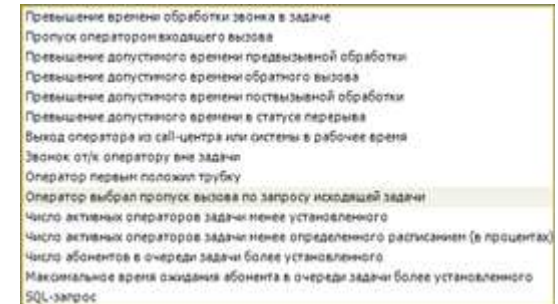 Превышение времени обработки звонка в задаче
Пропуск оператором входящего вызова
Превышение допустимого времени предвызывной обработки
Превышение допустимого времени обратного вызова
Превышение допустимого времени поствызывной обработки
Превышение допустимого времени в статусе перерыва
Выход оператора из call-центра или системы в рабочее время
Звонок от/к оператору вне задачи
Оператор первым положил трубку
Оператор выбрал пропуск вызова по запросу исходящей задачи
Число активных операторов задачи менее установленного
Число активных операторов задачи менее определенного расписанием (в процентах)
Число абонентов в очереди задачи более установленного
Максимальное время ожидания абонента в очереди задачи более установленного
SQL-запрос